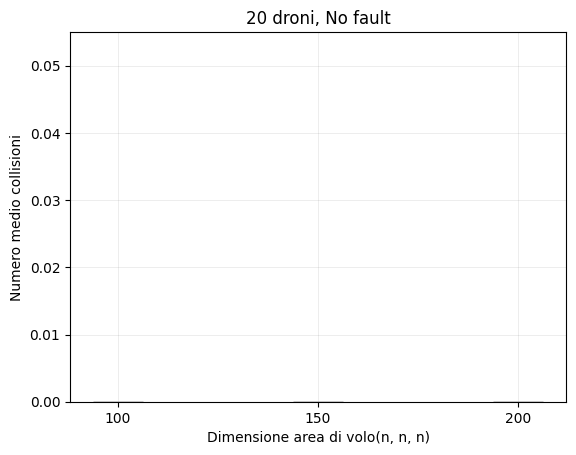 20 droni, No fault
Numero medio collisioni
0.05
0.04
0.03
0.02
0.01
0.00
100 150 200
Dimensione area di volo(n, n, n)